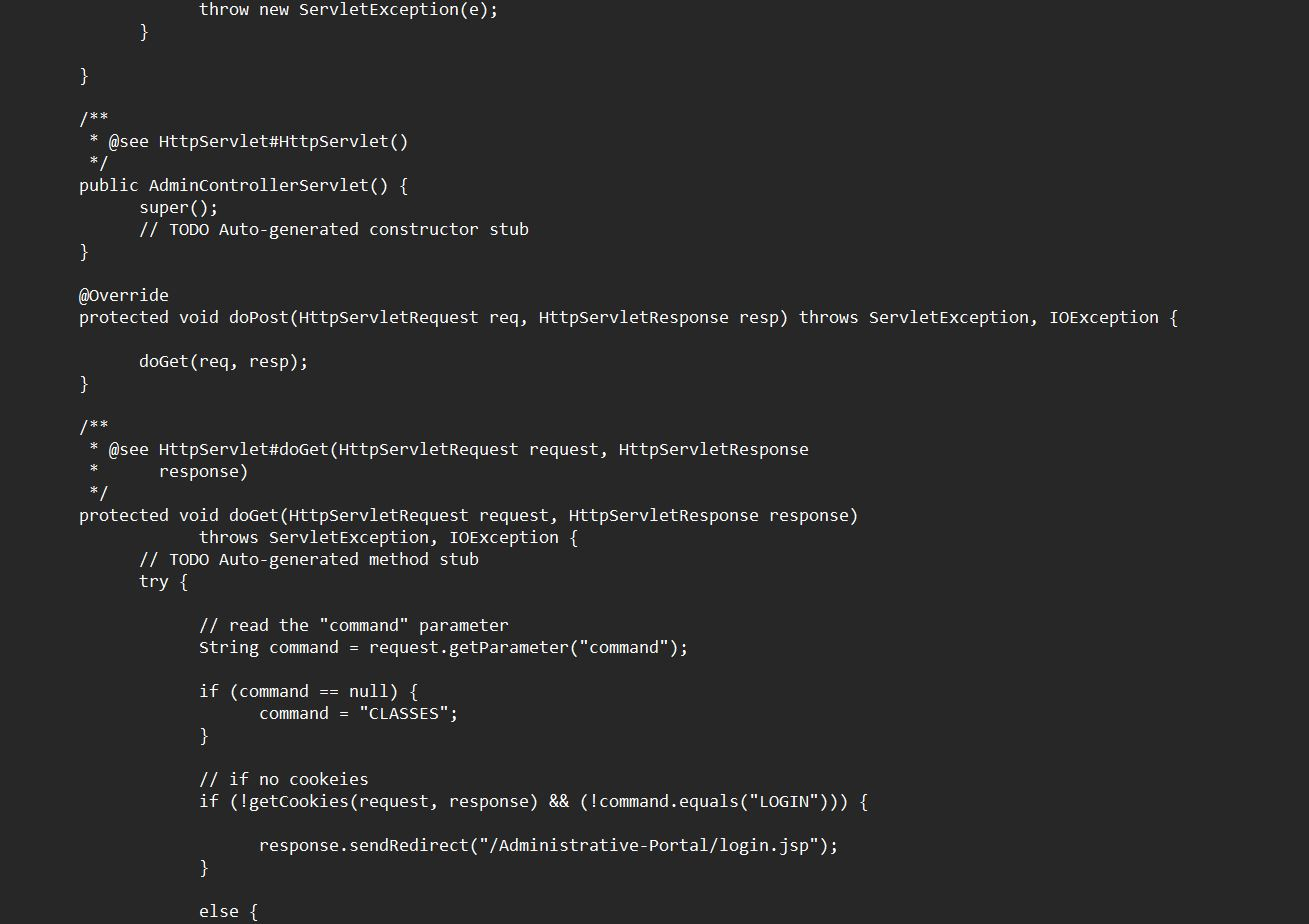 throw new ServletException(e);
}
}
/**
* @see HttpServlet#HttpServlet()
*/
public AdminControllerServlet() {
super();
// TODO Auto-generated constructor stub
}
@Override
protected void doPost(HttpServletRequest req, HttpServletResponse resp) throws ServletException, IOException {
doGet(req, resp);
}
/**
* @see HttpServlet#doGet(HttpServletRequest request, HttpServletResponse
* response)
*/
protected void doGet(HttpServletRequest request, HttpServletResponse response)
throws ServletException, IOException {
// TODO Auto-generated method stub
try {
// read the "command" parameter
String command = request.getParameter("command");
if (command == null) {
command = "CLASSES";
}
// if no cookeies
if (!getCookies(request, response) && (!command.equals("LOGIN"))) {
response.sendRedirect("/Administrative-Portal/login.jsp");
}
else {